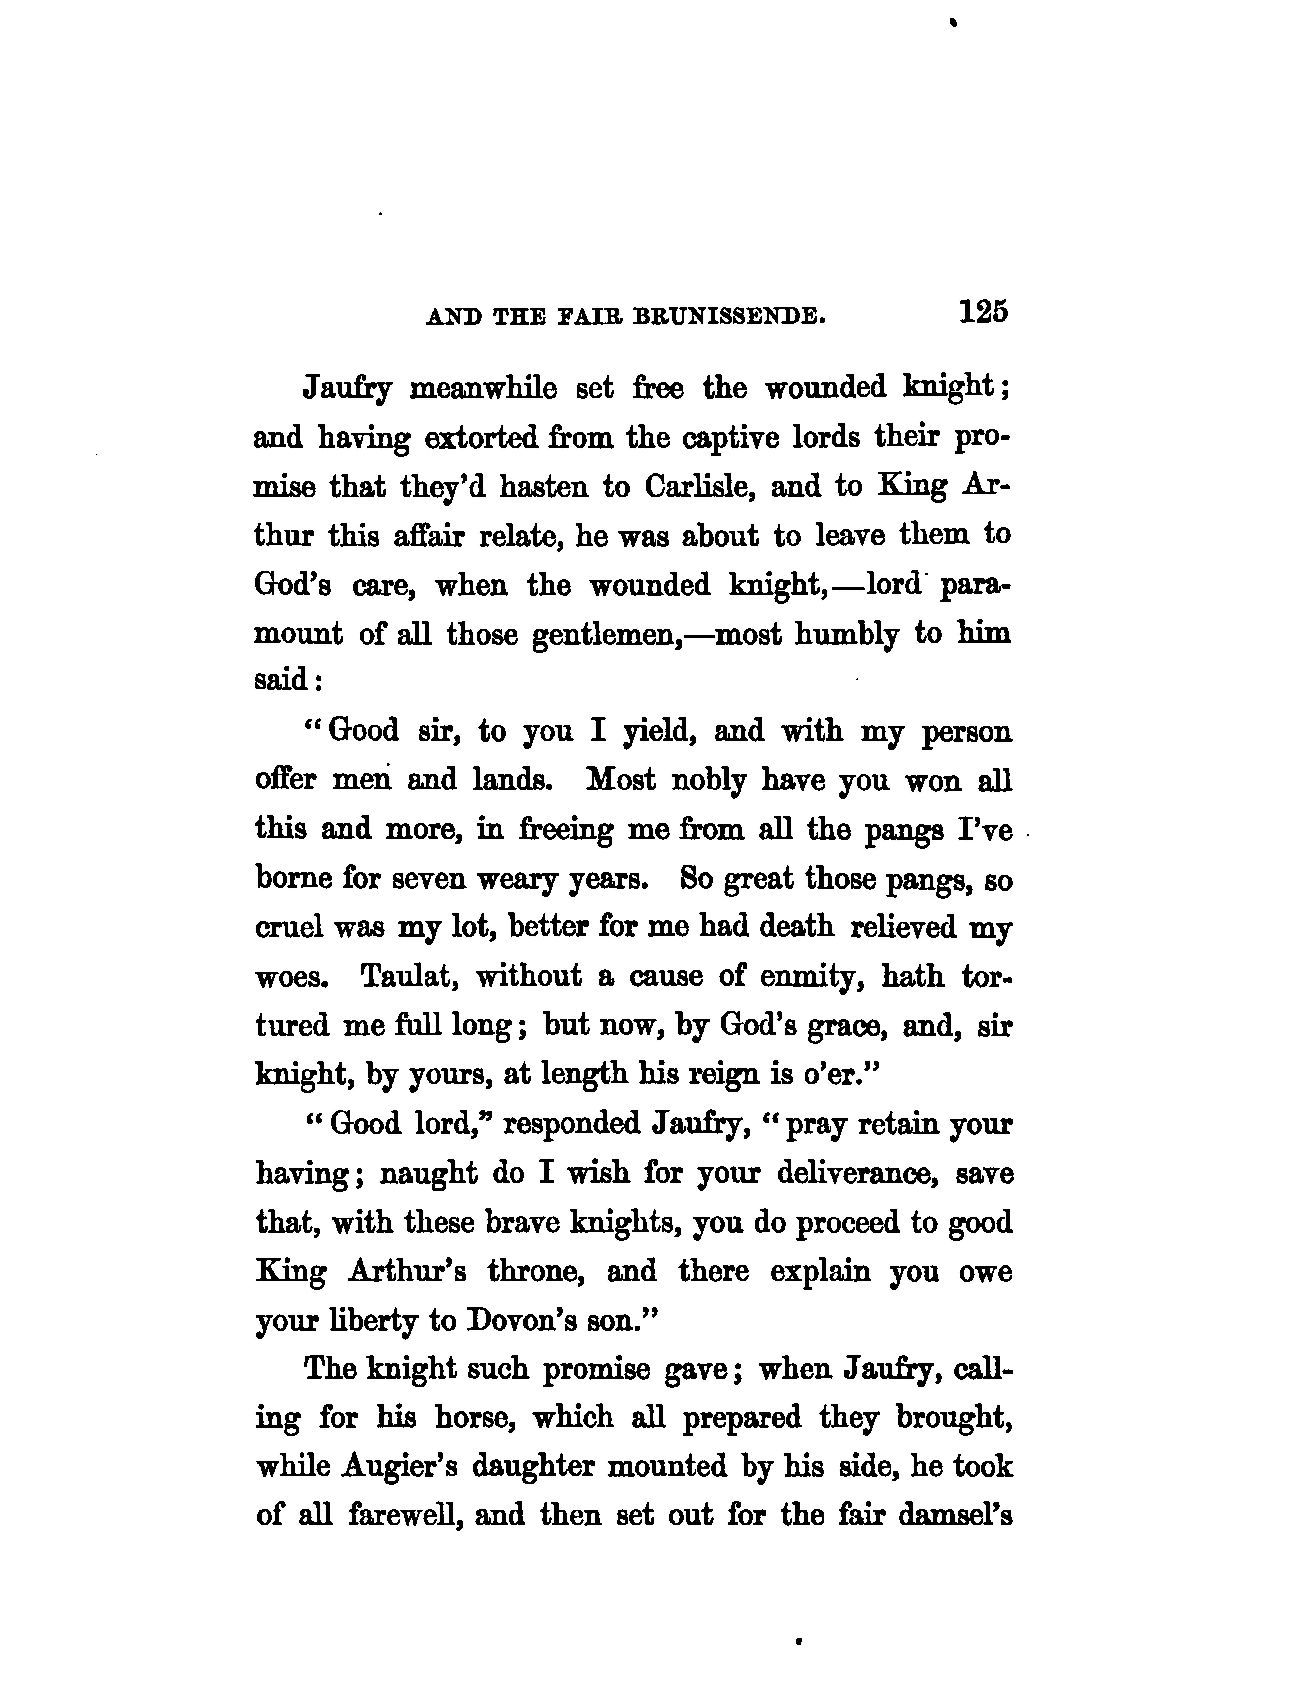 AND THE FAIR BRUNISSENDE. 125
Jaufry meanwhile set free the wounded knight;
and having extorted from the captive lords their pro-
mise that they'd hasten to Carlisle, and to King Ar-
thur this affair relate, he was about to leave them to
God's care, when the wounded knight,—lord para-
mount of all those gentlemen,—most humbly to him
said:
"Good sir, to you I yield, and with my person
offer men and lands. Most nobly have you won all
this and more, in freeing me from all the pangs I've
borne for seven weary years. So great those pangs, so
cruel was my lot, better for me had death relieved my
woes. Taulat, without a cause of enmity, hath tor-
tured me full long; but now, by God's grace, and, sir
knight, by yours, at length his reign is o'er."
"Good lord," responded Jaufry, "pray retain your
having; naught do I wish for your deliverance, save
that, with these brave knights, you do proceed to good
King Arthur's throne, and there explain you owe
your liberty to Dovon's son."
The knight such promise gave; when Jaufry, call-
ing for his horse, which all prepared they brought,
while Augier's daughter mounted by his side, he took
of all farewell, and then set out for the fair damsel's